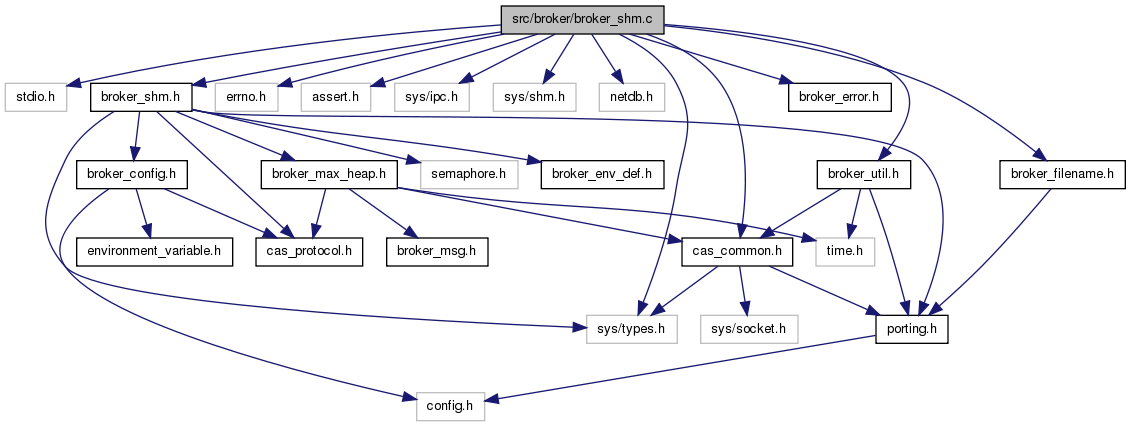 src/broker/broker_shm.c
stdio.h
broker_shm.h
errno.h
assert.h
sys/ipc.h
sys/shm.h
netdb.h
broker_error.h
broker_config.h
broker_max_heap.h
semaphore.h
broker_env_def.h
broker_util.h
broker_filename.h
environment_variable.h
cas_protocol.h
broker_msg.h
cas_common.h
time.h
sys/types.h
sys/socket.h
porting.h
config.h